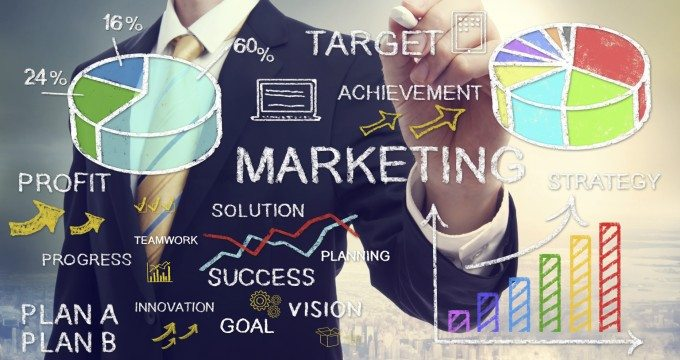 16%
60%
24%
TARGET
ACHIEVEMENT
MARKETING
PROFIT
STRATEGY
SOLUTION
TEAMWORK
PLANNING
PROGRESS
SUCCESS
INNOVATION
VISION
GOAL
PLAN A
PLAN B